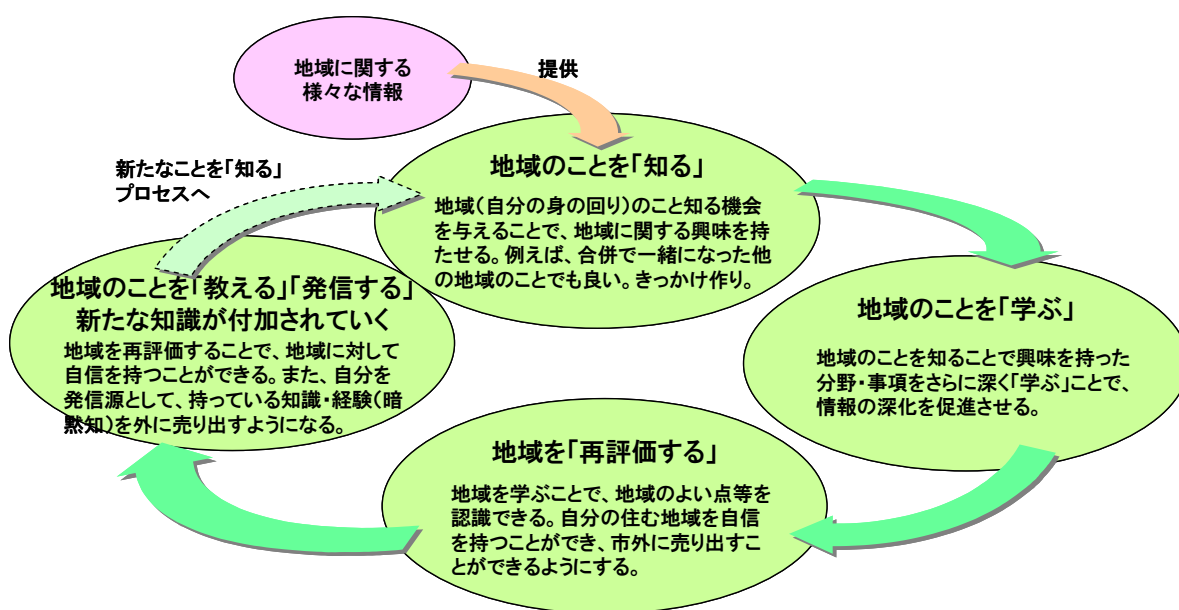 地域に関する
様々な情報
提供
地域のことを「知る」
地域(自分の身の回り)のこと知る機会
を与えることで、地域に関する興味を持
たせる。例えば、合併で一緒になった他
の地域のことでも良い。きっかけ作り。
地域のことを「学ぶ」
地域のことを知ることで興味を持った
分野・事項をさらに深く「学ぶ」ことで、
情報の深化を促進させる。
地域を「再評価する」
地域を学ぶことで、地域のよい点等を
認識できる。自分の住む地域を自信
を持つことができ、市外に売り出すこ
とができるようにする。
地域のことを「教える」「発信する」
新たな知識が付加されていく
地域を再評価することで、地域に対して
自信を持つことができる。また、自分を
発信源として、持っている知識・経験(暗
黙知)を外に売り出すようになる。
新たなことを「知る」
プロセスへ